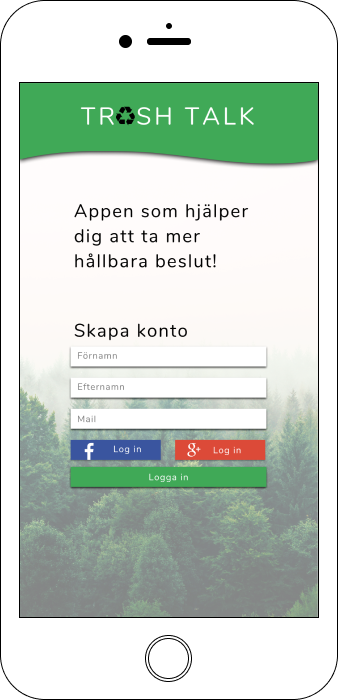 TR♻SH TALK
Appen som hjälper
dig att ta mer
hållbara beslut!
Skapa konto
Förnamn
Efternamn
Mail
f Log in
g+ Log in
Logga in